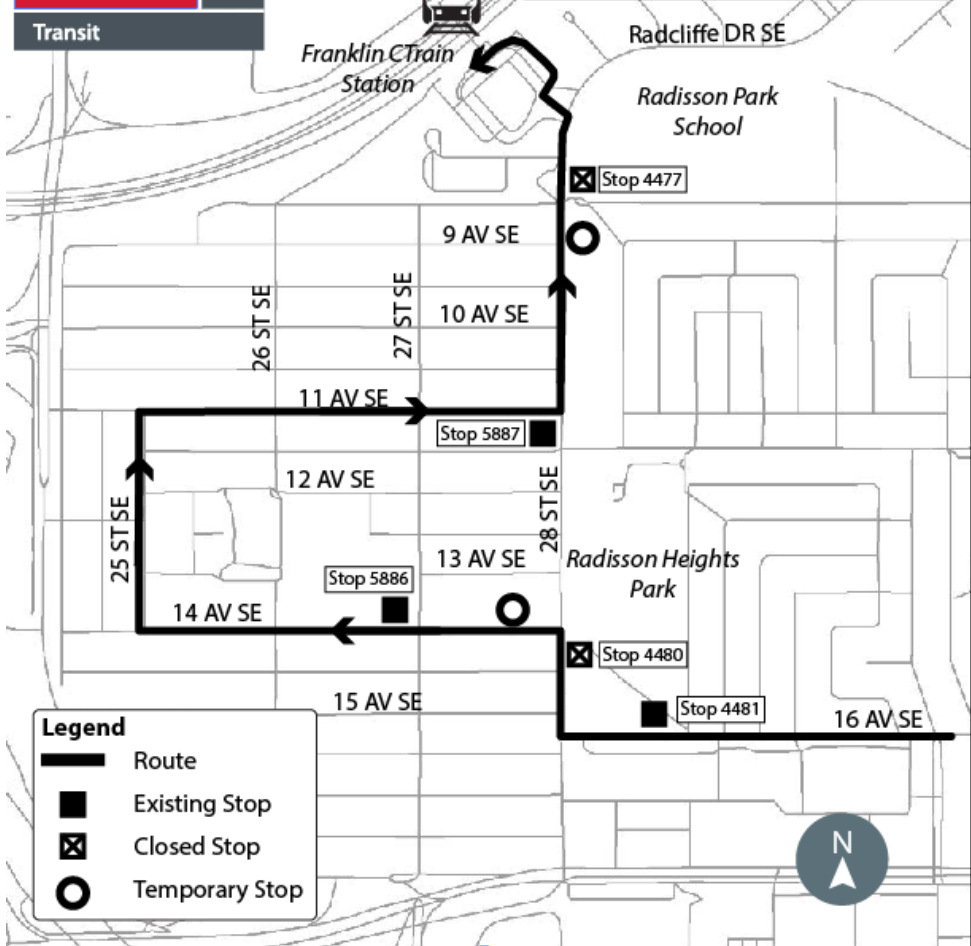 Transit
Franklin CTrain
Station
Radcliffe DR SE
Radisson Park
School
Stop 4477
9 AV SE
26 ST SE
27 ST SE
10 AV SE
11 AV SE
Stop 5887
12 AV SE
25 ST SE
28 ST SE
13 AV SE
Radisson Heights
Park
Stop 5886
14 AV SE
Stop 4480
15 AV SE
Stop 4481
16 AV SE
Legend
Route
Existing Stop
Closed Stop
Temporary Stop
N